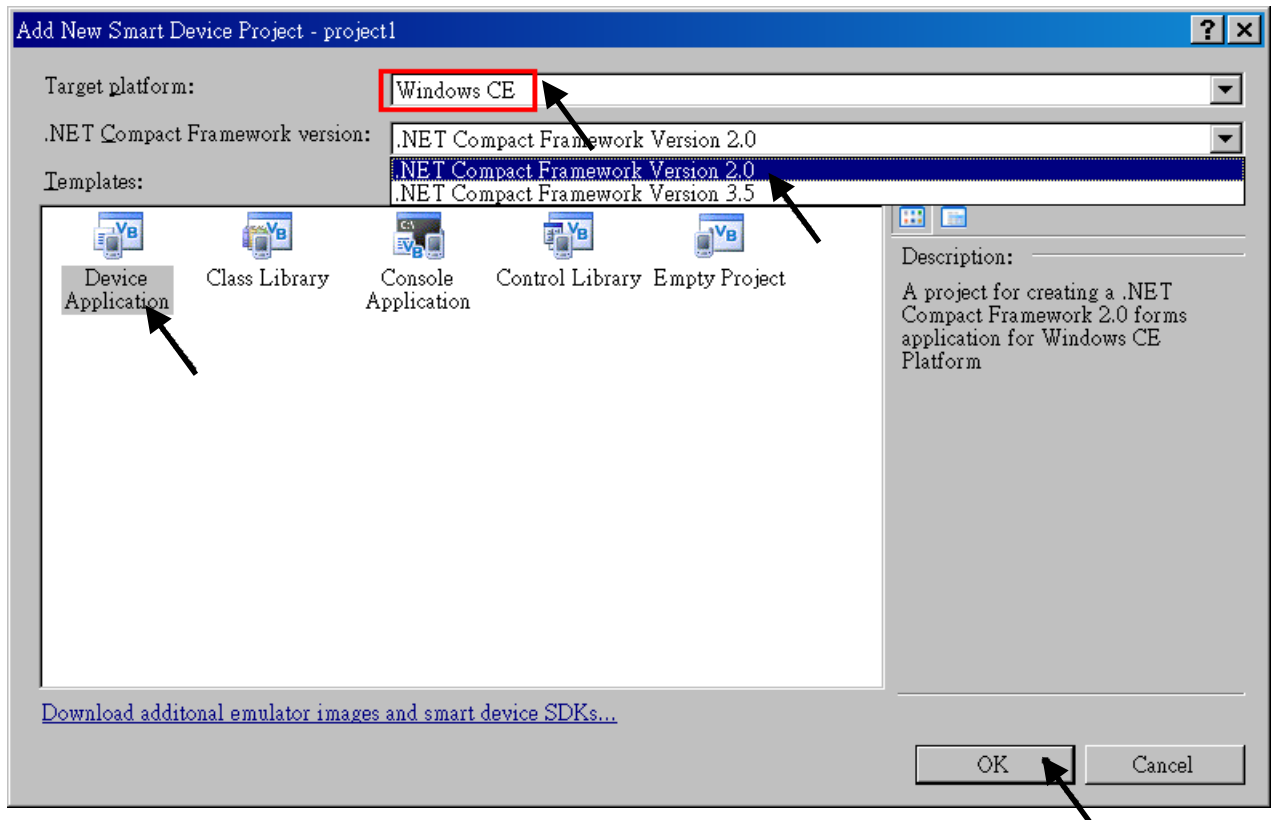 Add New Smart Device Project - project1
Target platform:
Windows CE
.NET Compact Framework version:
.NET Compact Framework Version 2.0
.NET Compact Framework Version 2.0
.NET Compact Framework Version 3.5
Templates:
Device Application
Class Library
Console Application
Control Library
Empty Project
Description:
A project for creating a .NET
Compact Framework 2.0 forms
application for Windows CE
Platform
Download additonal emulator images and smart device SDKs...
OK
Cancel